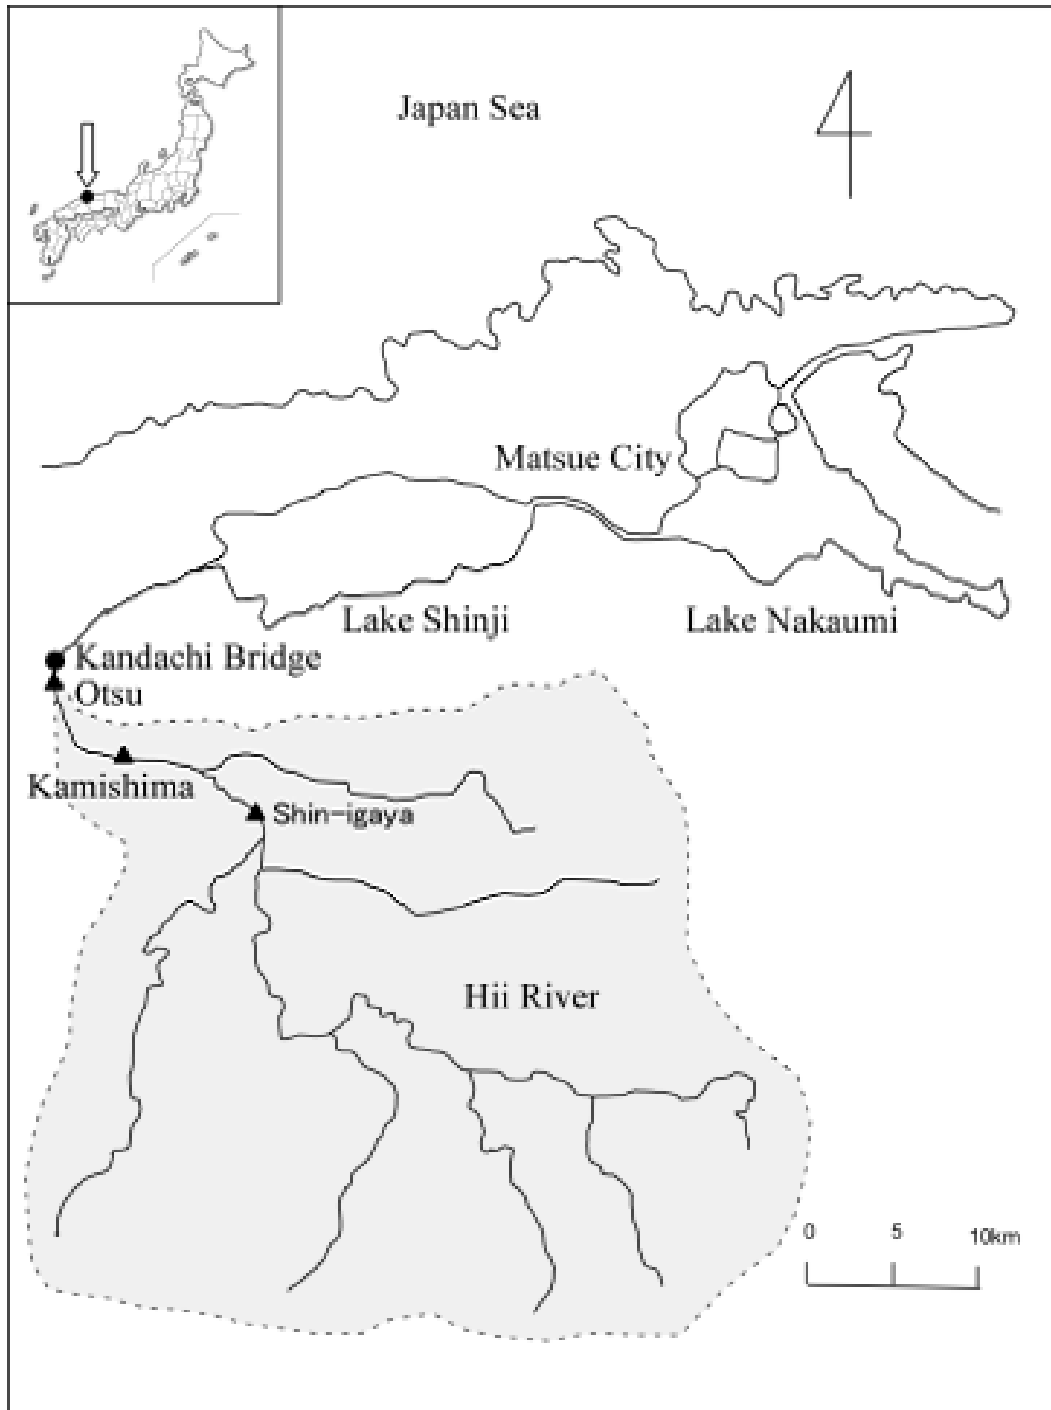 Japan Sea
Matsue City
Lake Shinji
Lake Nakaumi
Kandachi Bridge
Otsu
Kamishima
Shin-igaya
Hii River
0 5 10km